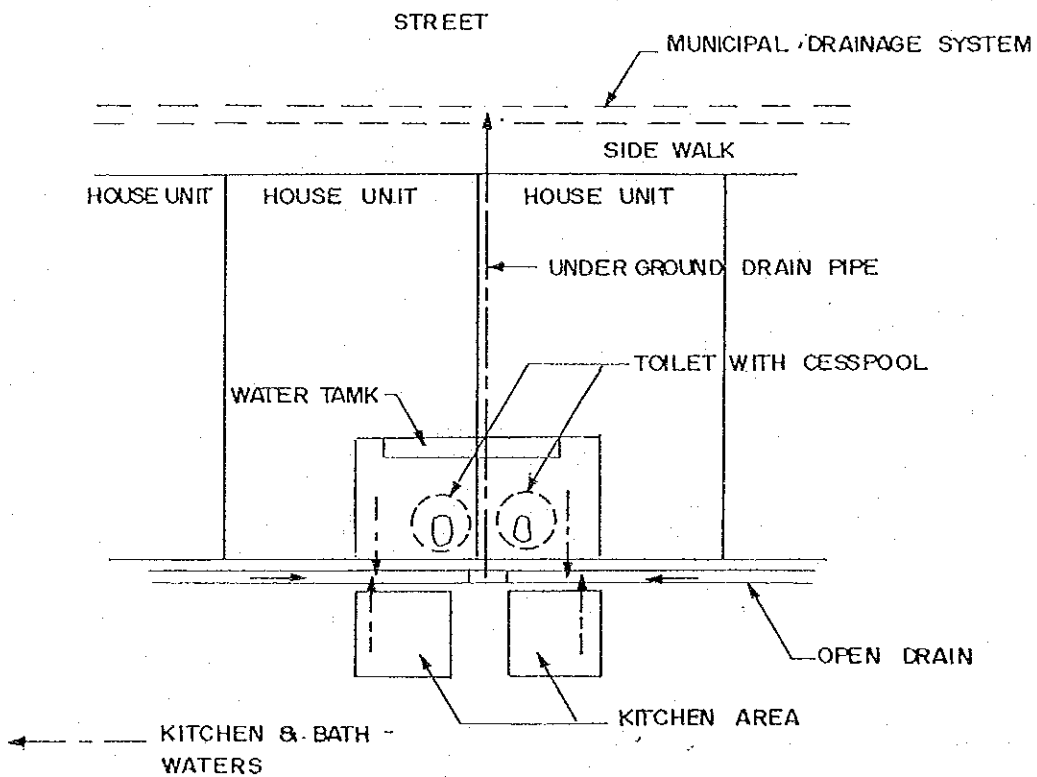 STREET
MUNICIPAL DRAINAGE SYSTEM
SIDE WALK
HOUSE UNIT
HOUSE UNIT
HOUSE UNIT
UNDER GROUND DRAIN PIPE
TOILET WITH CESSPOOL
WATER TAMK
OPEN DRAIN
KITCHEN AREA
KITCHEN & BATH -
WATERS